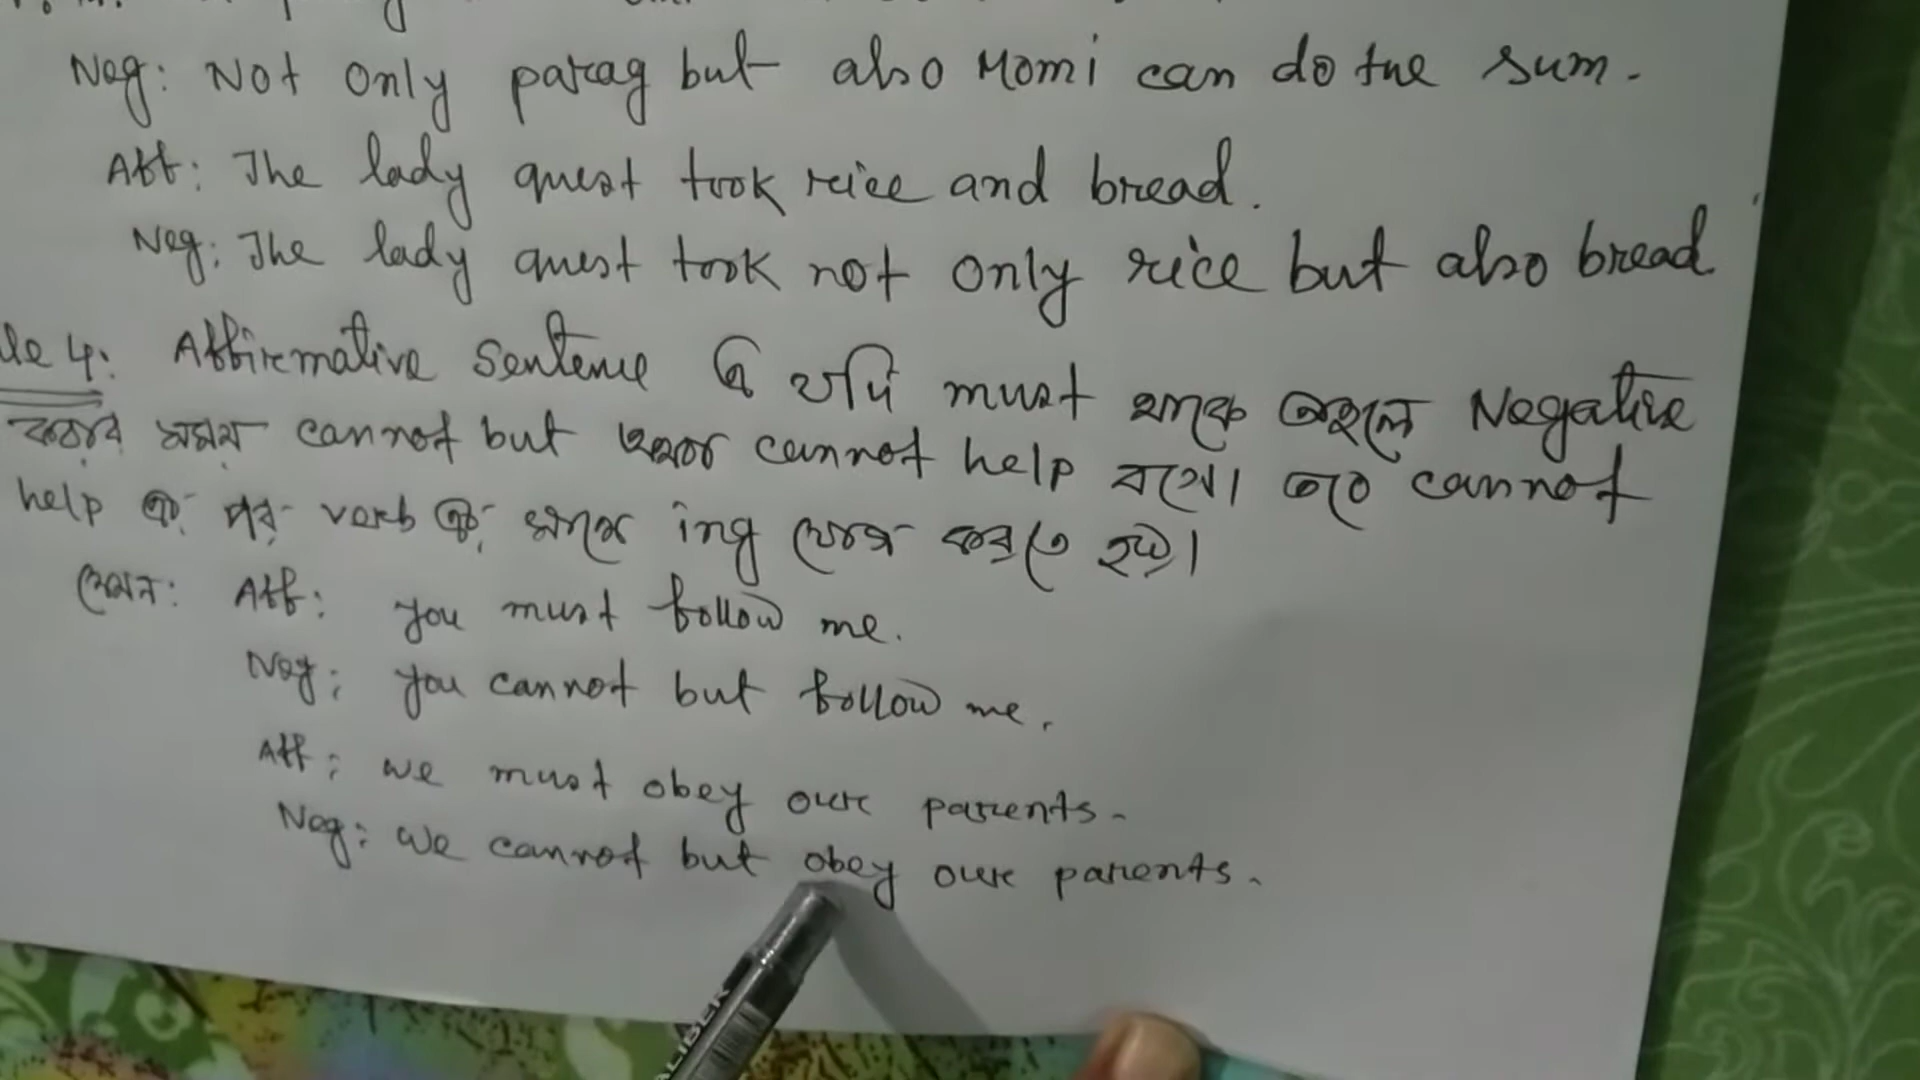 Neg: Not only parag but also Momi can do the sum.
Aff: The lady guest took rice and bread.
Neg: The lady guest took not only rice but also bread
le 4: Affirmative Sentence এ যদি must থাকে তাহলে Negative
করার সময় cannot but অথবা cannot help বসে। তবে cannot
help এর পর verb এর সাথে ing যোগ করতে হয়।
যেমন: Aff: you must follow me.
Neg: you cannot but follow me.
Aff: we must obey our parents.
Neg: we cannot but obey our parents.
LIBER